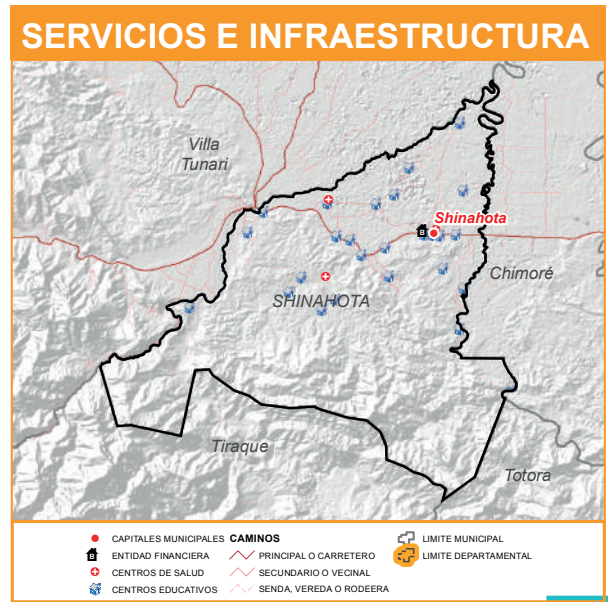 SERVICIOS E INFRAESTRUCTURA
Villa
Tunari
Shinahota
B
Chimoré
SHINAHOTA
Tiraque
Totora
CAPITALES MUNICIPALES
ENTIDAD FINANCIERA
CENTROS DE SALUD
CENTROS EDUCATIVOS
CAMINOS
PRINCIPAL O CARRETERO
SECUNDARIO O VECINAL
SENDA, VEREDA O RODEERA
LIMITE MUNICIPAL
LIMITE DEPARTAMENTAL